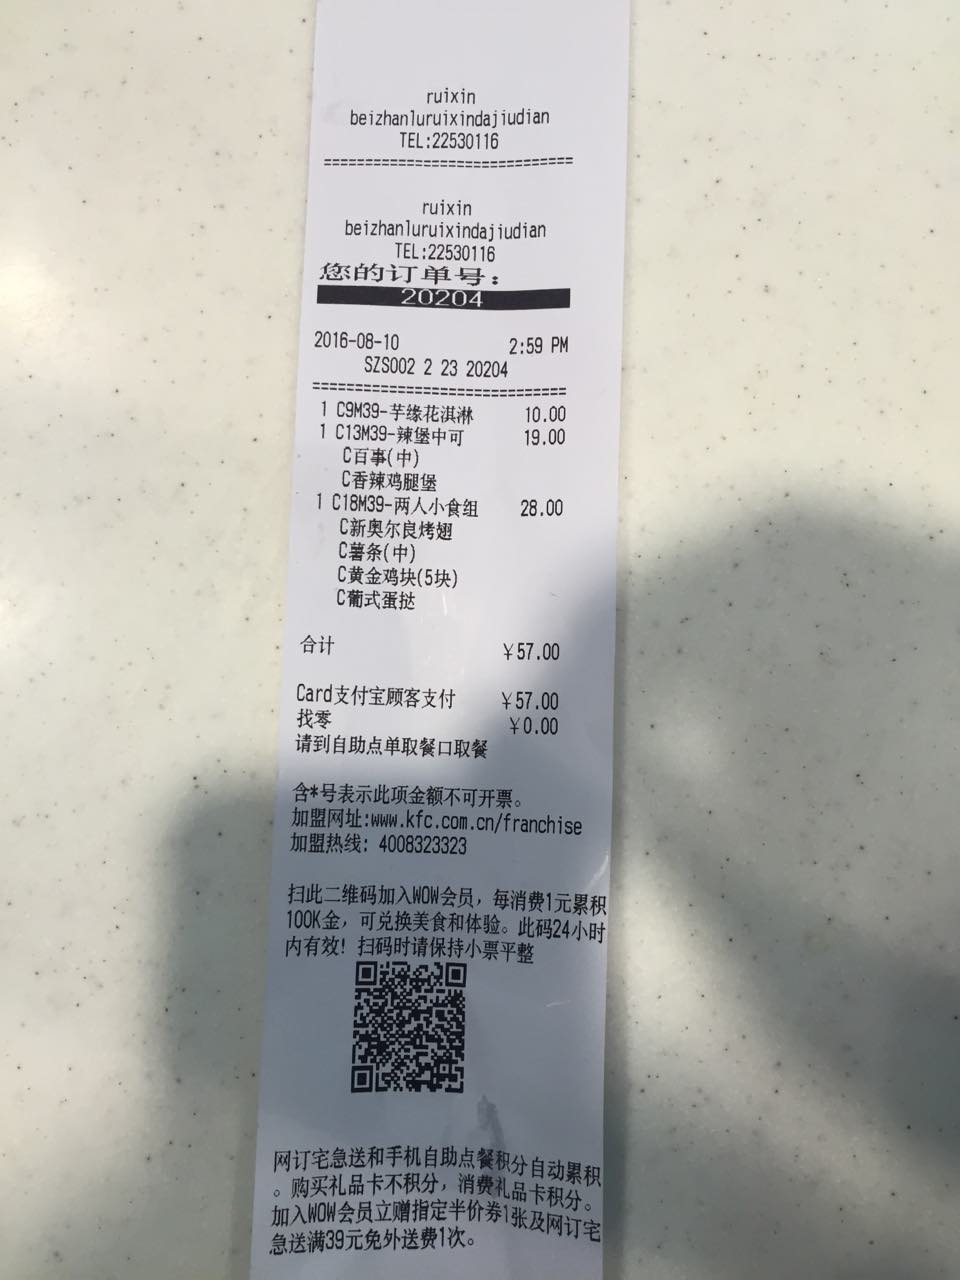 ruixin
beizhanluruixindajiudian
TEL:22530116
==============================
ruixin
beizhanluruixindajiudian
TEL:22530116
您的订单号:
20204
2016-08-10 2:59 PM
SZS002 2 23 20204
==============================
1 C9M39-芋缘花淇淋 10.00
1 C13M39-辣堡中可 19.00
C百事(中)
C香辣鸡腿堡
1 C18M39-两人小食组 28.00
C新奥尔良烤翅
C薯条(中)
C黄金鸡块(5块)
C葡式蛋挞
合计 ￥57.00
Card支付宝顾客支付 ￥57.00
找零 ￥0.00
请到自助点单取餐口取餐
含*号表示此项金额不可开票。
加盟网址:www.kfc.com.cn/franchise
加盟热线: 4008323323
扫此二维码加入WOW会员，每消费1元累积
100K金，可兑换美食和体验。此码24小时
内有效! 扫码时请保持小票平整
网订宅急送和手机自助点餐积分自动累积
。购买礼品卡不积分，消费礼品卡积分。
加入WOW会员立赠指定半价券1张及网订宅
急送满39元免外送费1次。